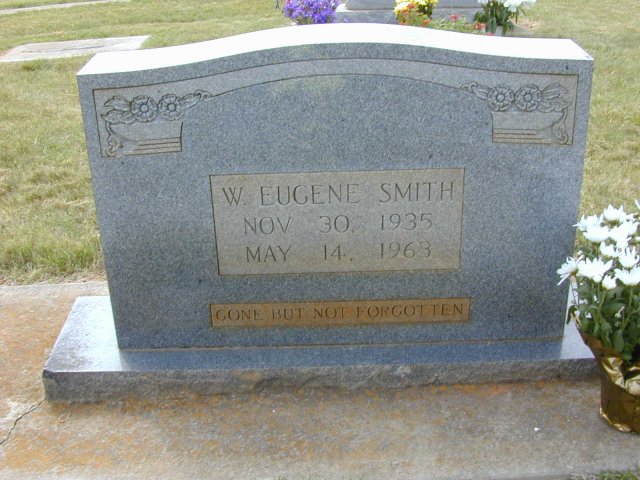 W. EUGENE SMITH
NOV. 30, 1935
MAY 14, 1963
GONE BUT NOT FORGOTTEN